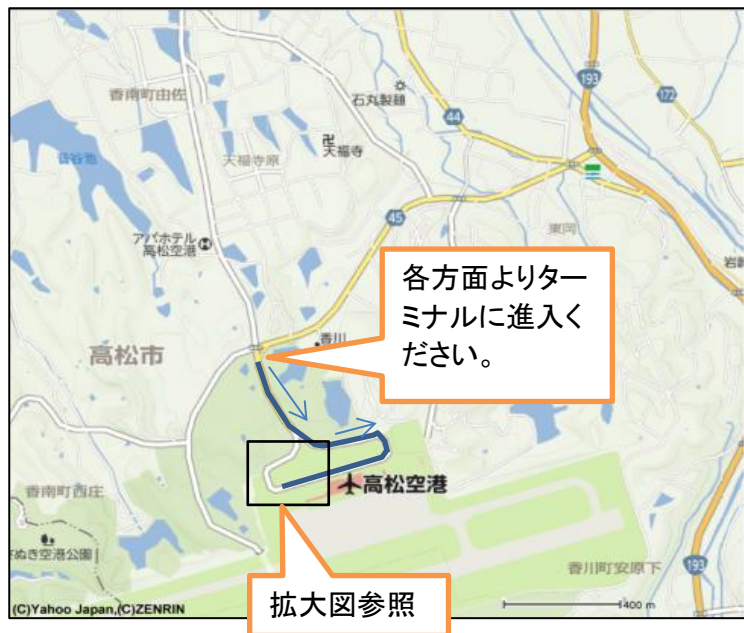 193
香南町由佐
石丸製麺
44
172
卍
天福寺
天福寺原
45
アパホテル
高松空港
東岡
各方面よりター
ミナルに進入く
ださい。
香川
高松市
高松空港
香南町西庄
さぬき空港公園
香川町安原下
193
拡大図参照
(C)Yahoo Japan,(C)ZENRIN
400 m